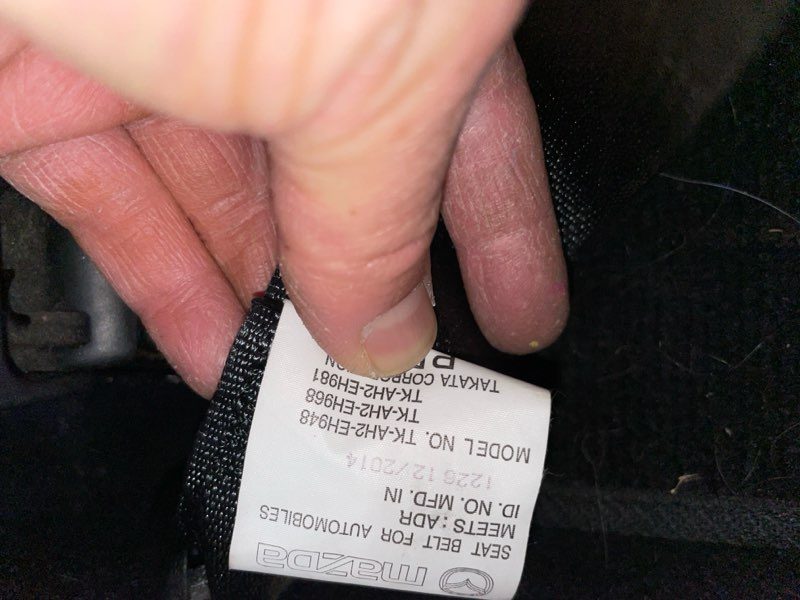 mazda
SEAT BELT FOR AUTOMOBILES
MEETS : ADR
ID. NO. MFD. IN
1226 12/2014
MODEL NO. TK-AH2-EH948
TK-AH2-EH968
TK-AH2-EH981
TAKATA